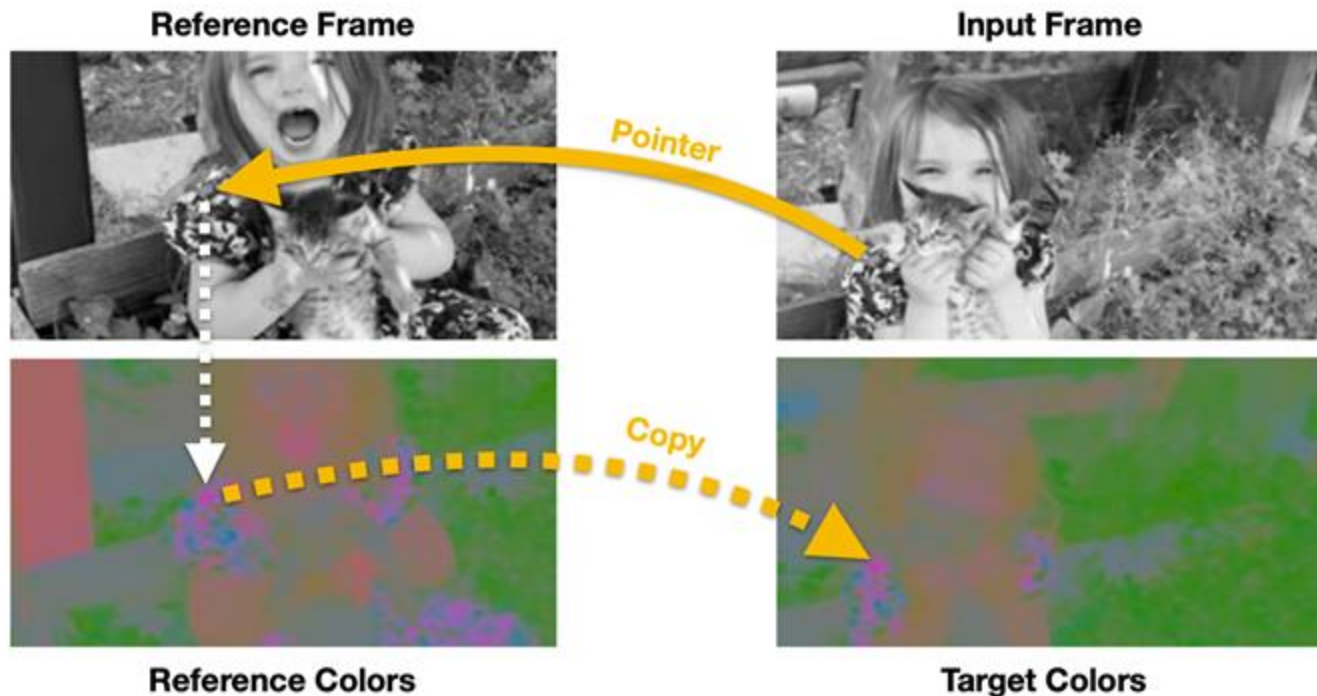 Reference Frame
Input Frame
Pointer
Copy
Reference Colors
Target Colors